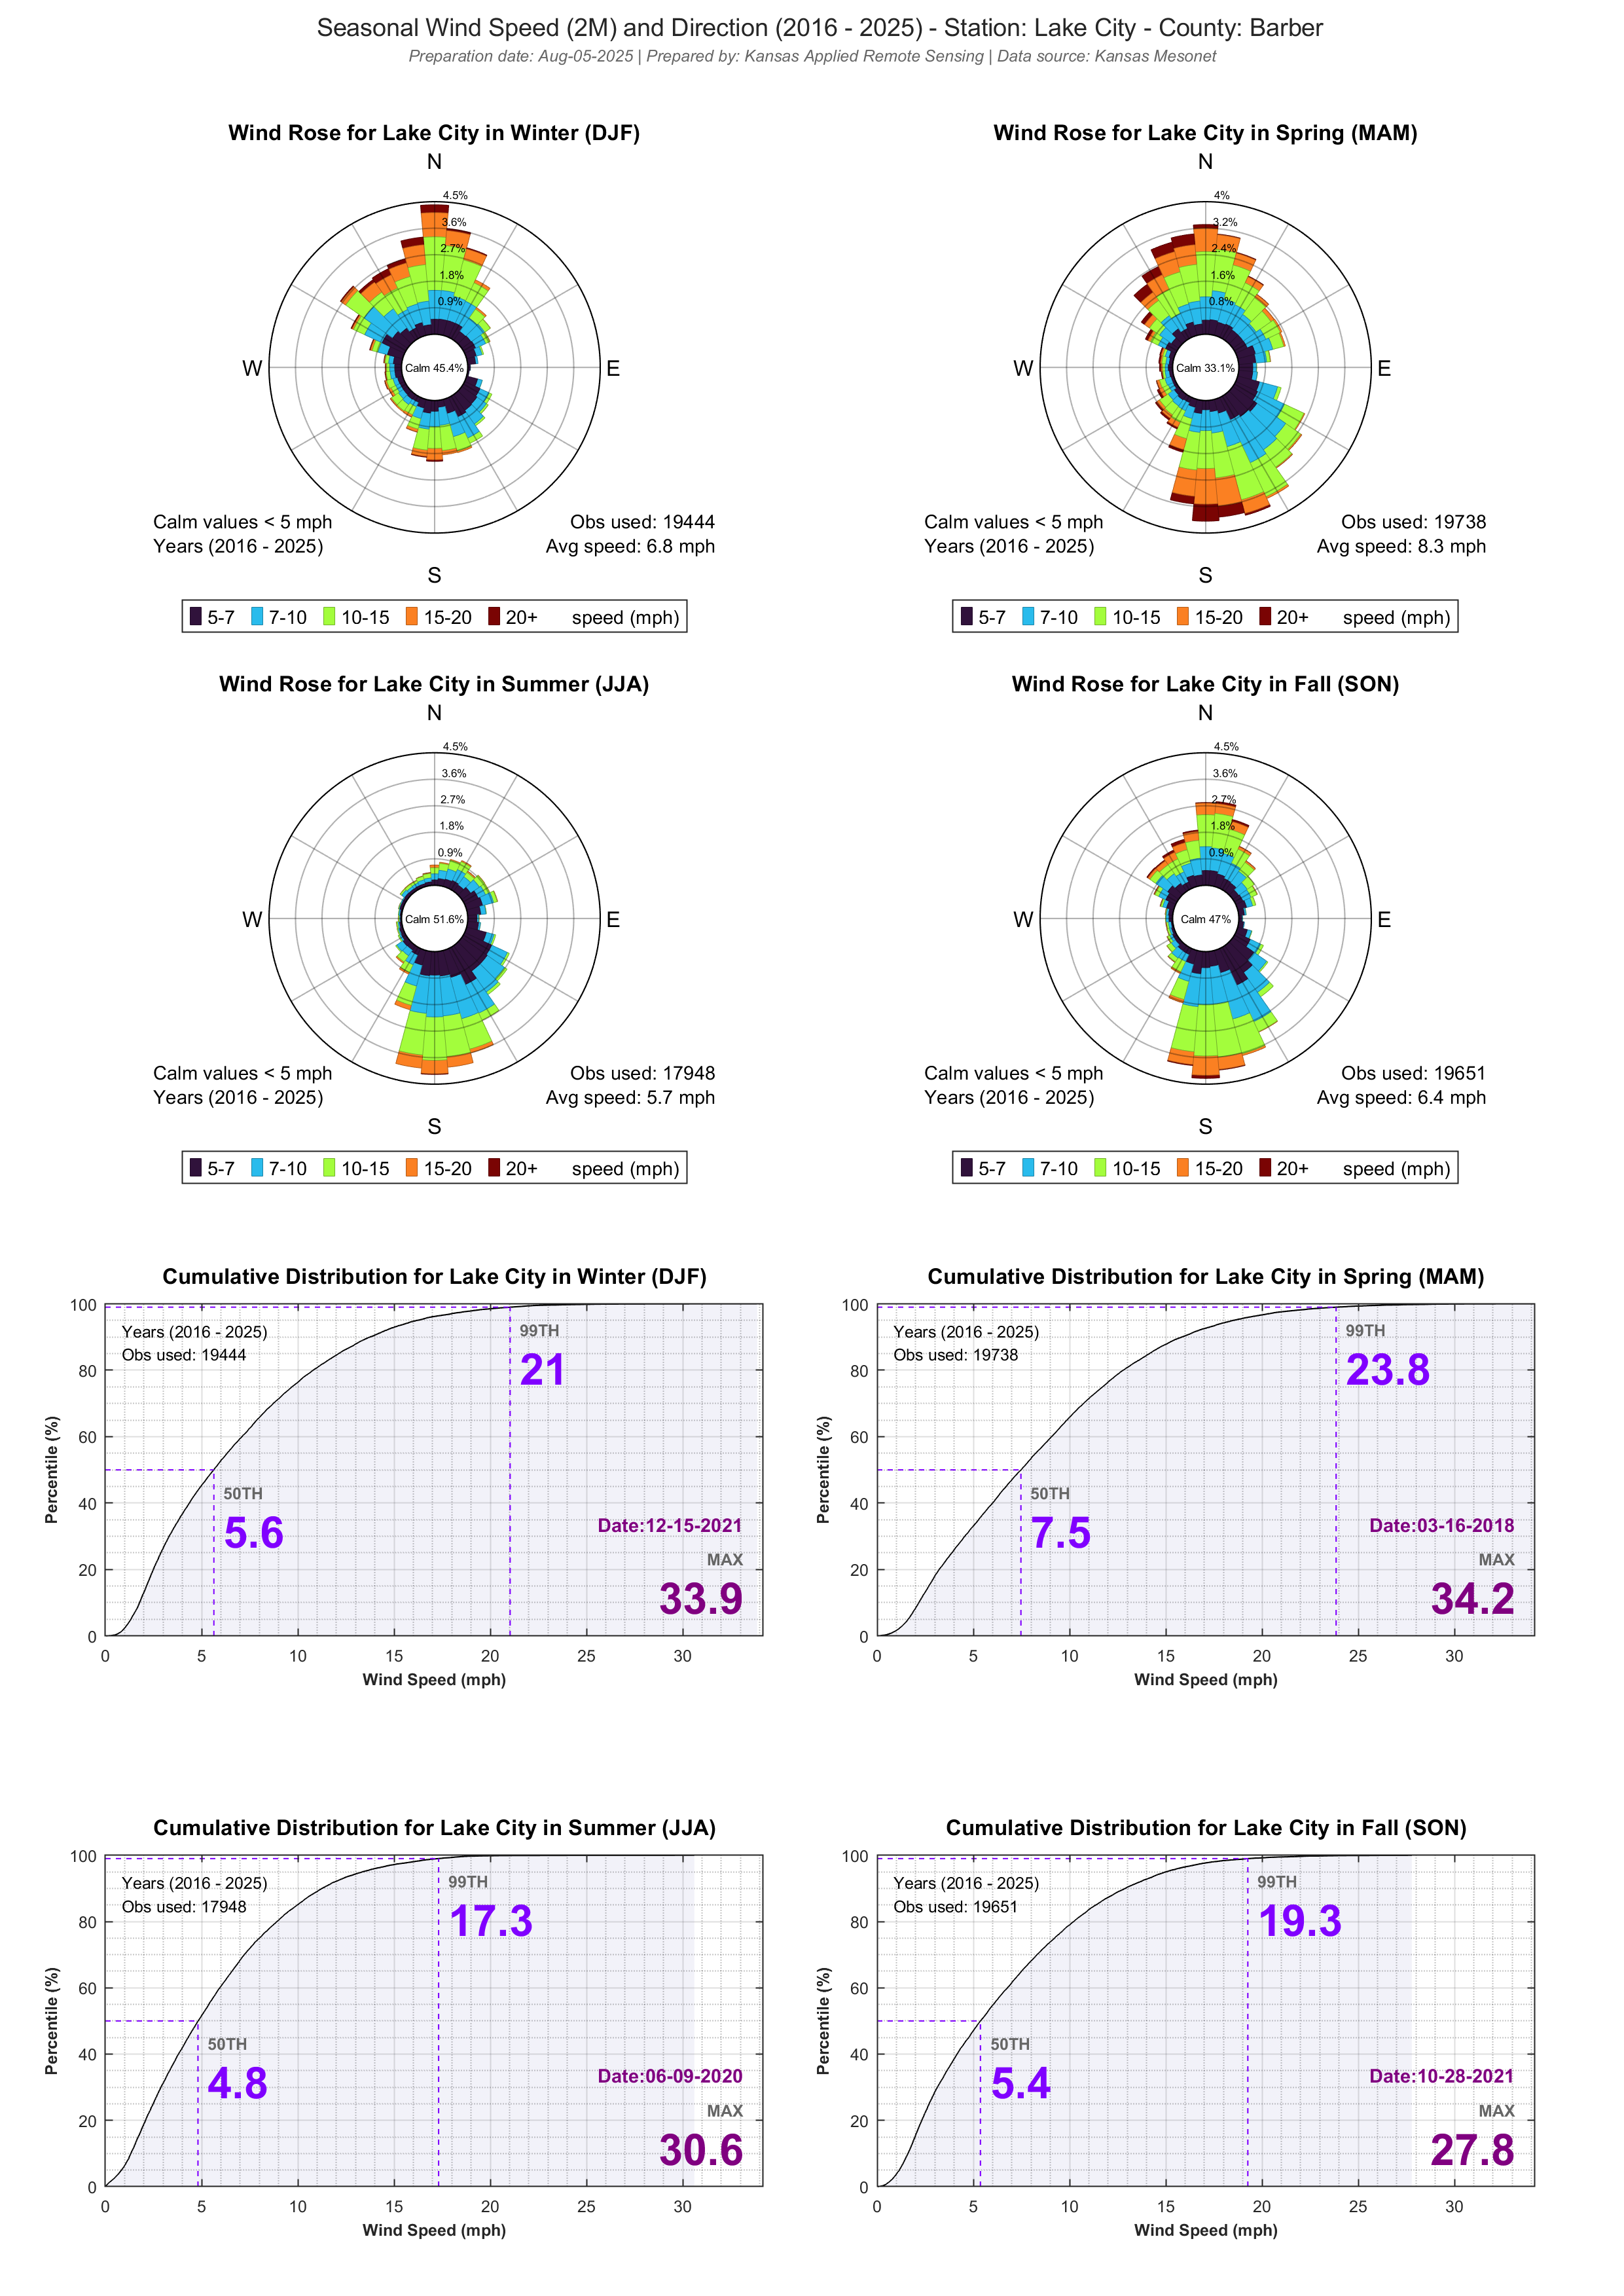 Seasonal Wind Speed (2M) and Direction (2016 - 2025) - Station: Lake City - County: Barber
Preparation date: Aug-05-2025 | Prepared by: Kansas Applied Remote Sensing | Data source: Kansas Mesonet
Wind Rose for Lake City in Winter (DJF)
N
4.5%
3.6%
2.7%
1.8%
0.9%
W
Calm 45.4%
E
Calm values < 5 mph
Years (2016 - 2025)
Obs used: 19444
Avg speed: 6.8 mph
S
5-7 7-10 10-15 15-20 20+ speed (mph)
Wind Rose for Lake City in Spring (MAM)
N
4%
3.2%
2.4%
1.6%
0.8%
W
Calm 33.1%
E
Calm values < 5 mph
Years (2016 - 2025)
Obs used: 19738
Avg speed: 8.3 mph
S
5-7 7-10 10-15 15-20 20+ speed (mph)
Wind Rose for Lake City in Summer (JJA)
N
4.5%
3.6%
2.7%
1.8%
0.9%
W
Calm 51.6%
E
Calm values < 5 mph
Years (2016 - 2025)
Obs used: 17948
Avg speed: 5.7 mph
S
5-7 7-10 10-15 15-20 20+ speed (mph)
Wind Rose for Lake City in Fall (SON)
N
4.5%
3.6%
2.7%
1.8%
0.9%
W
Calm 47%
E
Calm values < 5 mph
Years (2016 - 2025)
Obs used: 19651
Avg speed: 6.4 mph
S
5-7 7-10 10-15 15-20 20+ speed (mph)
Cumulative Distribution for Lake City in Winter (DJF)
Percentile (%)
100
80
60
40
20
0
Years (2016 - 2025)
Obs used: 19444
99TH
21
50TH
5.6
Date:12-15-2021
MAX
33.9
0 5 10 15 20 25 30
Wind Speed (mph)
Cumulative Distribution for Lake City in Spring (MAM)
Percentile (%)
100
80
60
40
20
0
Years (2016 - 2025)
Obs used: 19738
99TH
23.8
50TH
7.5
Date:03-16-2018
MAX
34.2
0 5 10 15 20 25 30
Wind Speed (mph)
Cumulative Distribution for Lake City in Summer (JJA)
Percentile (%)
100
80
60
40
20
0
Years (2016 - 2025)
Obs used: 17948
99TH
17.3
50TH
4.8
Date:06-09-2020
MAX
30.6
0 5 10 15 20 25 30
Wind Speed (mph)
Cumulative Distribution for Lake City in Fall (SON)
Percentile (%)
100
80
60
40
20
0
Years (2016 - 2025)
Obs used: 19651
99TH
19.3
50TH
5.4
Date:10-28-2021
MAX
27.8
0 5 10 15 20 25 30
Wind Speed (mph)